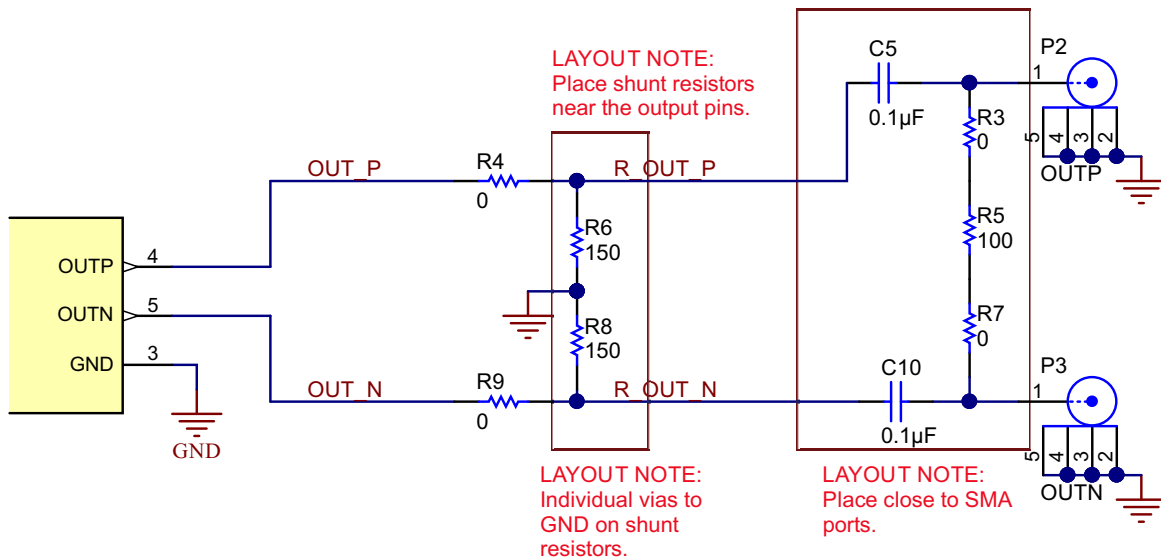 LAYOUT NOTE:
Place shunt resistors
near the output pins.
C5
0.1µF
P2
1
R3
0
5
4
3
2
OUTP
R4
0
OUT_P
R_OUT_P
R6
150
R5
100
OUTP
4
OUTN
5
GND
3
GND
R8
150
R7
0
R9
0
OUT_N
R_OUT_N
C10
0.1µF
P3
1
5
4
3
2
OUTN
LAYOUT NOTE:
Individual vias to
GND on shunt
resistors.
LAYOUT NOTE:
Place close to SMA
ports.